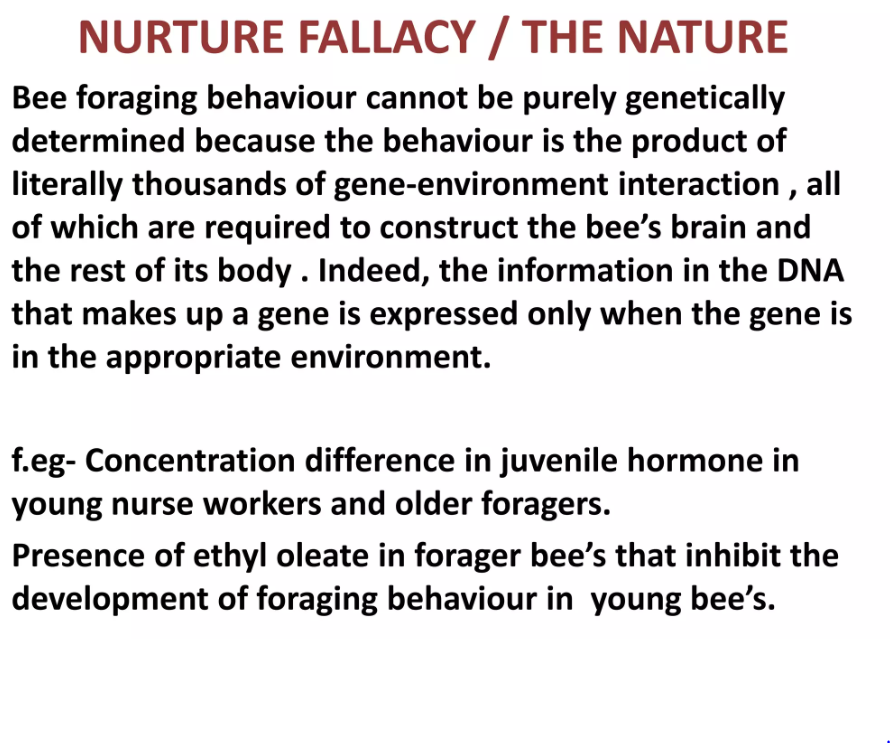 NURTURE FALLACY / THE NATURE
Bee foraging behaviour cannot be purely genetically
determined because the behaviour is the product of
literally thousands of gene-environment interaction , all
of which are required to construct the bee’s brain and
the rest of its body . Indeed, the information in the DNA
that makes up a gene is expressed only when the gene is
in the appropriate environment.
f.eg- Concentration difference in juvenile hormone in
young nurse workers and older foragers.
Presence of ethyl oleate in forager bee’s that inhibit the
development of foraging behaviour in  young bee’s.